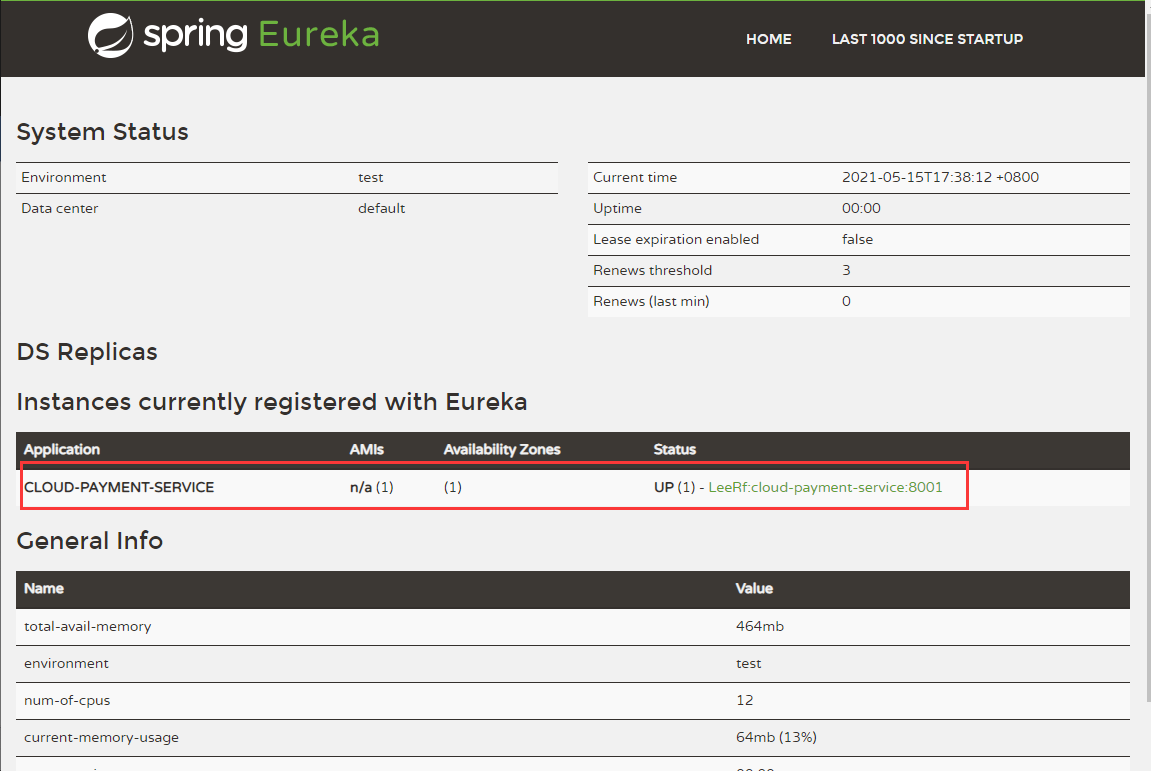 spring Eureka HOME LAST 1000 SINCE STARTUP
System Status
Environment test
Data center default
Current time 2021-05-15T17:38:12 +0800
Uptime 00:00
Lease expiration enabled false
Renews threshold 3
Renews (last min) 0
DS Replicas
Instances currently registered with Eureka
Application AMIs Availability Zones Status
CLOUD-PAYMENT-SERVICE n/a (1) (1) UP (1) - LeeRf:cloud-payment-service:8001
General Info
Name Value
total-avail-memory 464mb
environment test
num-of-cpus 12
current-memory-usage 64mb (13%)